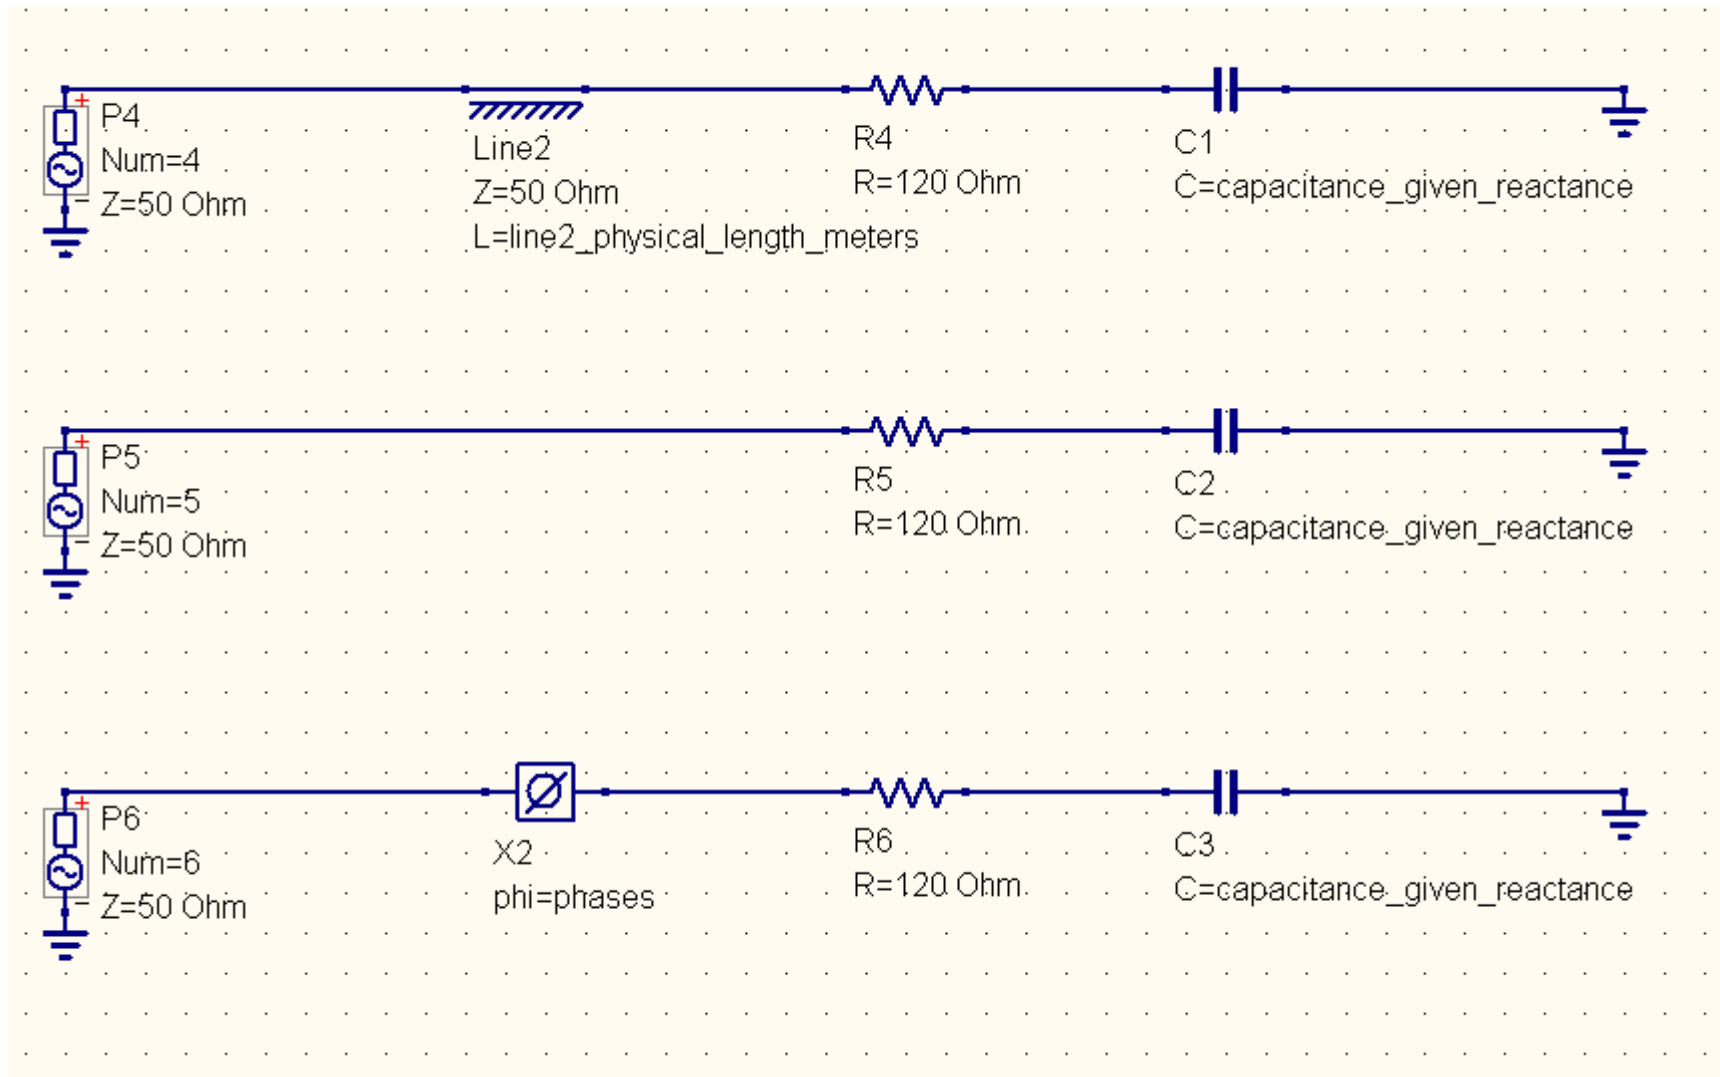 +
P4
Num=4
Z=50 Ohm
Line2
Z=50 Ohm
L=line2_physical_length_meters
R4
R=120 Ohm
C1
C=capacitance_given_reactance
+
P5
Num=5
Z=50 Ohm
R5
R=120 Ohm
C2
C=capacitance_given_reactance
+
P6
Num=6
Z=50 Ohm
X2
phi=phases
R6
R=120 Ohm
C3
C=capacitance_given_reactance